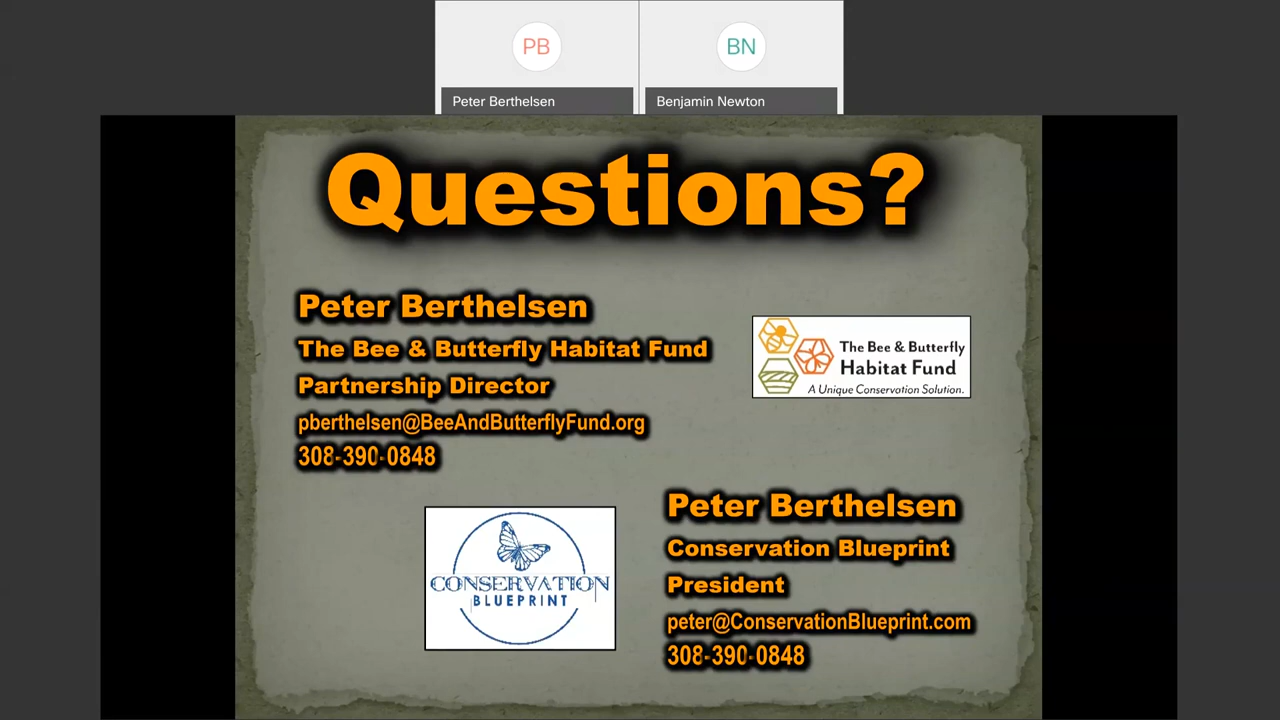 PB
BN
Peter Berthelsen
Benjamin Newton
Questions?
Peter Berthelsen
The Bee & Butterfly Habitat Fund
Partnership Director
pberthelsen@BeeAndButterflyFund.org
308-390-0848
The Bee & Butterfly
Habitat Fund
A Unique Conservation Solution.
CONSERVATION
BLUEPRINT
Peter Berthelsen
Conservation Blueprint
President
peter@ConservationBlueprint.com
308-390-0848